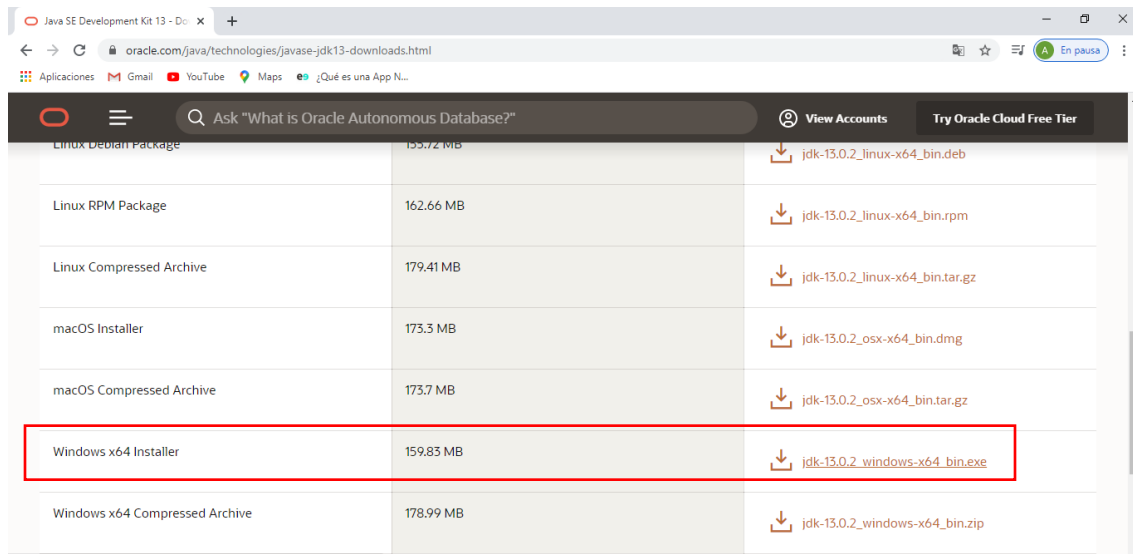 Java SE Development Kit 13 - Do
oracle.com/java/technologies/javase-jdk13-downloads.html
A En pausa
Aplicaciones Gmail YouTube Maps ¿Qué es una App N...
Ask "What is Oracle Autonomous Database?" View Accounts Try Oracle Cloud Free Tier
Linux Debian Package 155.72 MB jdk-13.0.2_linux-x64_bin.deb
Linux RPM Package 162.66 MB jdk-13.0.2_linux-x64_bin.rpm
Linux Compressed Archive 179.41 MB jdk-13.0.2_linux-x64_bin.tar.gz
macOS Installer 173.3 MB jdk-13.0.2_osx-x64_bin.dmg
macOS Compressed Archive 173.7 MB jdk-13.0.2_osx-x64_bin.tar.gz
Windows x64 Installer 159.83 MB jdk-13.0.2_windows-x64_bin.exe
Windows x64 Compressed Archive 178.99 MB jdk-13.0.2_windows-x64_bin.zip